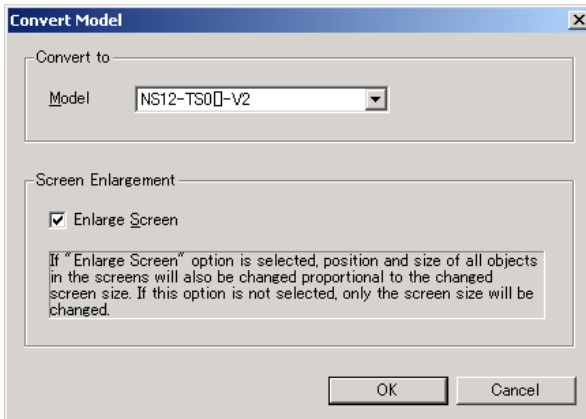 Convert Model
Convert to
Model
NS12-TS0[]-V2
Screen Enlargement
Enlarge Screen
If "Enlarge Screen" option is selected, position and size of all objects
in the screens will also be changed proportional to the changed
screen size. If this option is not selected, only the screen size will be
changed.
OK Cancel